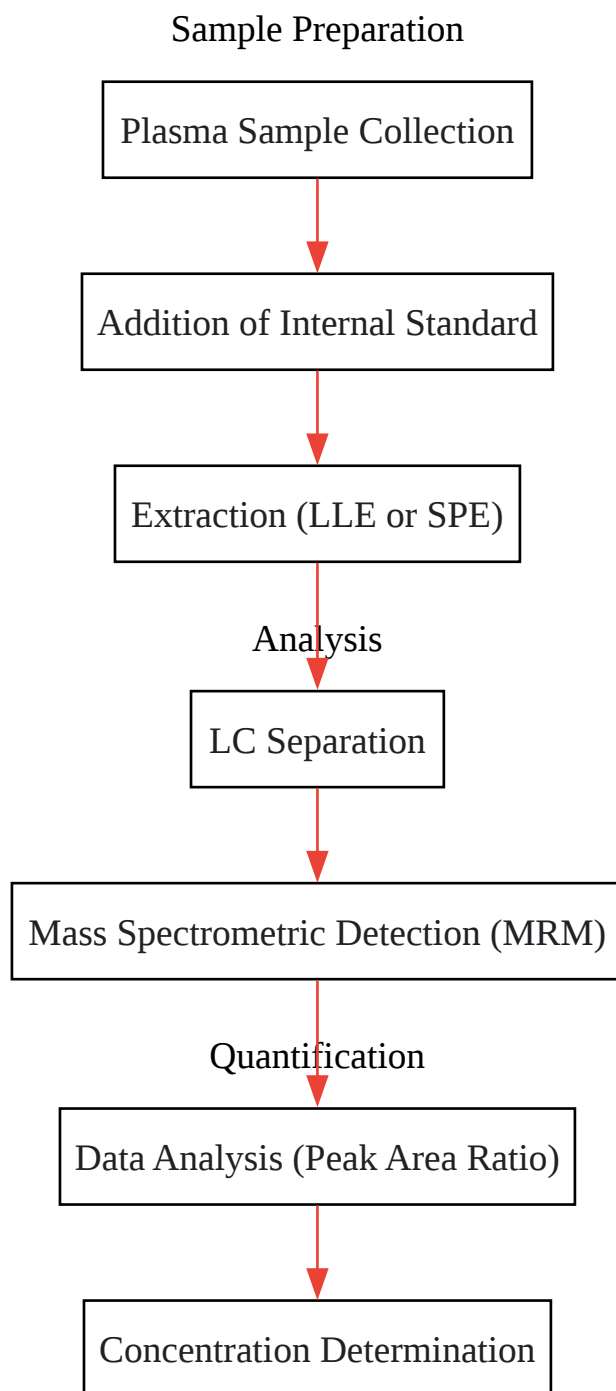 Sample Preparation
Plasma Sample Collection
Addition of Internal Standard
Extraction (LLE or SPE)
Analysis
LC Separation
Mass Spectrometric Detection (MRM)
Quantification
Data Analysis (Peak Area Ratio)
Concentration Determination